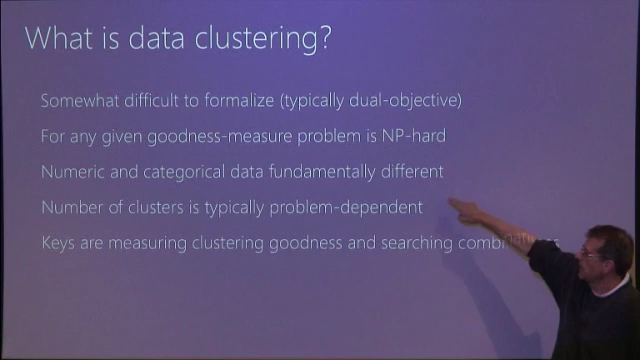 What is data clustering?
Somewhat difficult to formalize (typically dual-objective)
For any given goodness-measure problem is NP-hard
Numeric and categorical data fundamentally different
Number of clusters is typically problem-dependent
Keys are measuring clustering goodness and searching